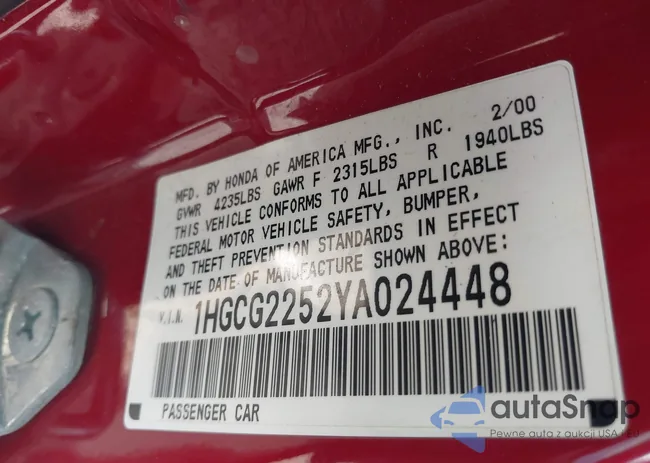 MFD. BY HONDA OF AMERICA MFG., INC. 2/00
GVWR 4235LBS GAWR F 2315LBS R 1940LBS
THIS VEHICLE CONFORMS TO ALL APPLICABLE
FEDERAL MOTOR VEHICLE SAFETY, BUMPER,
AND THEFT PREVENTION STANDARDS IN EFFECT
ON THE DATE OF MANUFACTURE SHOWN ABOVE:
V.I.N. 1HGCG2252YA024448
PASSENGER CAR
autaSnap
Pewne auta z aukcji USA i EU